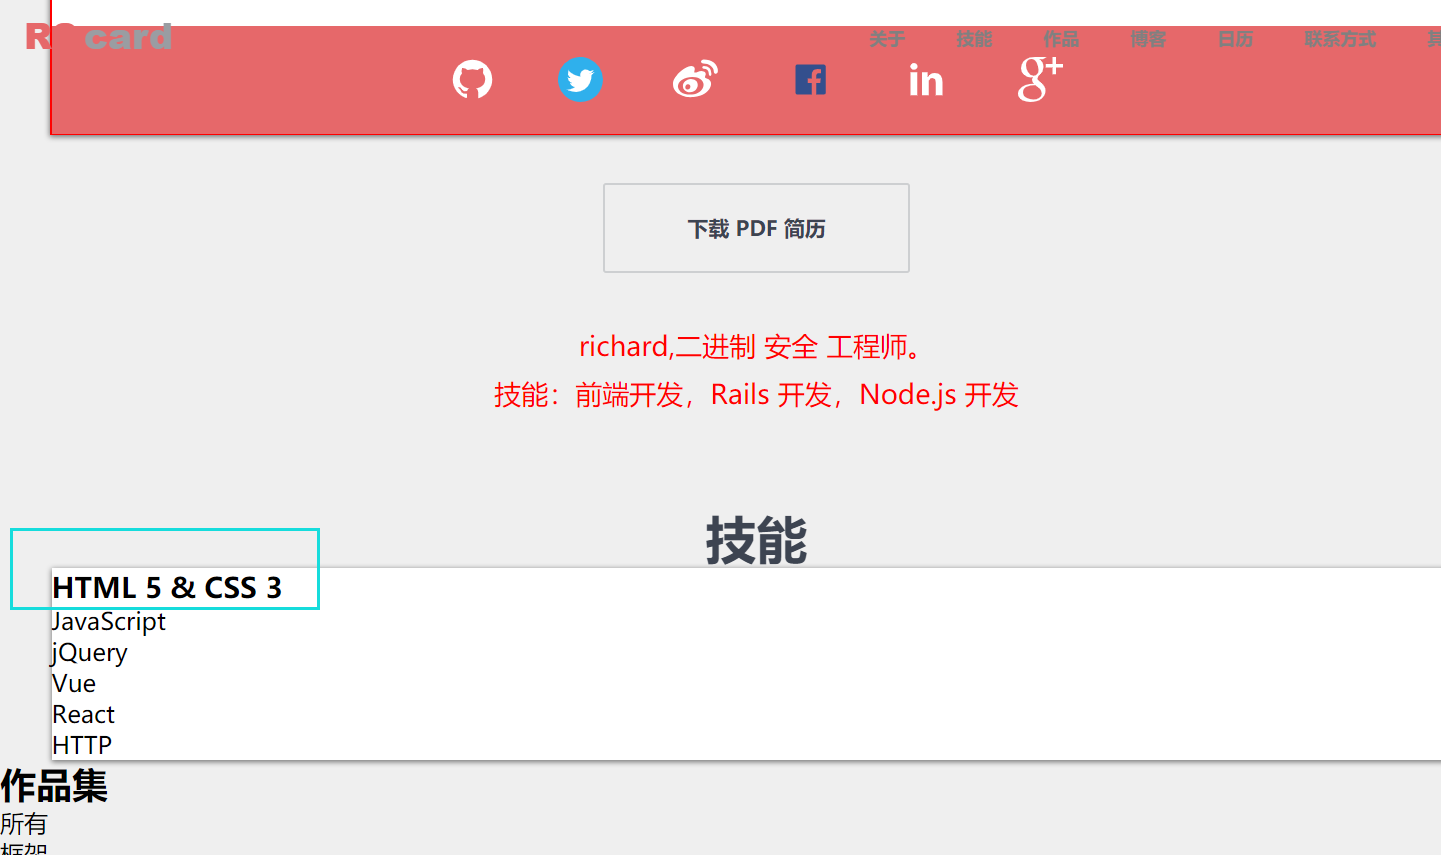 RS card 关于 技能 作品 博客 日历 联系方式
下载 PDF 简历
richard,二进制 安全 工程师。
技能：前端开发，Rails 开发，Node.js 开发
技能
HTML 5 & CSS 3
JavaScript
jQuery
Vue
React
HTTP
作品集
所有
框架